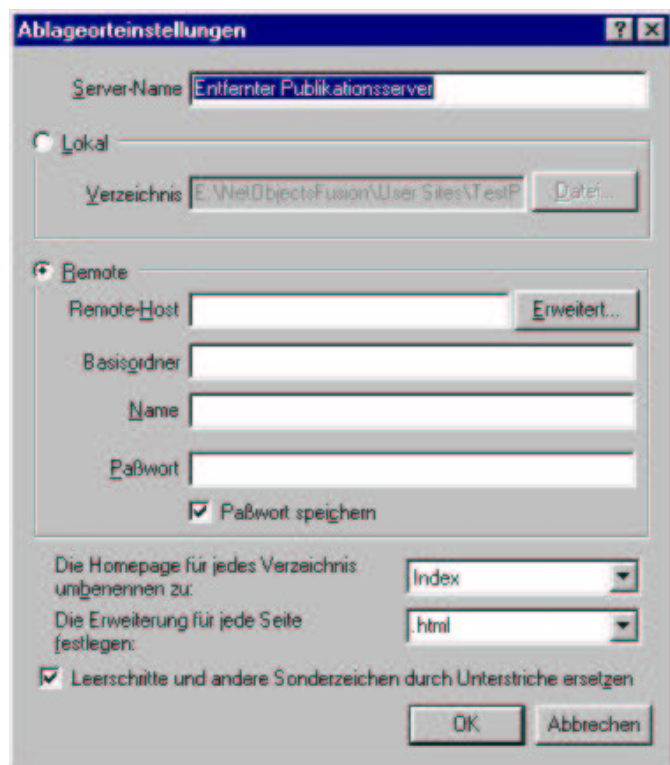 Ablageorteinstellungen
Server-Name Entfernter Publikationsserver
Lokal
Verzeichnis E:\NetObjectsFusion\User Sites\TestP Datei...
Remote
Remote-Host Erweitert...
Basisordner
Name
Paßwort
Paßwort speichern
Die Homepage für jedes Verzeichnis
umbenennen zu: Index
Die Erweiterung für jede Seite
festlegen: .html
Leerschritte und andere Sonderzeichen durch Unterstriche ersetzen
OK Abbrechen